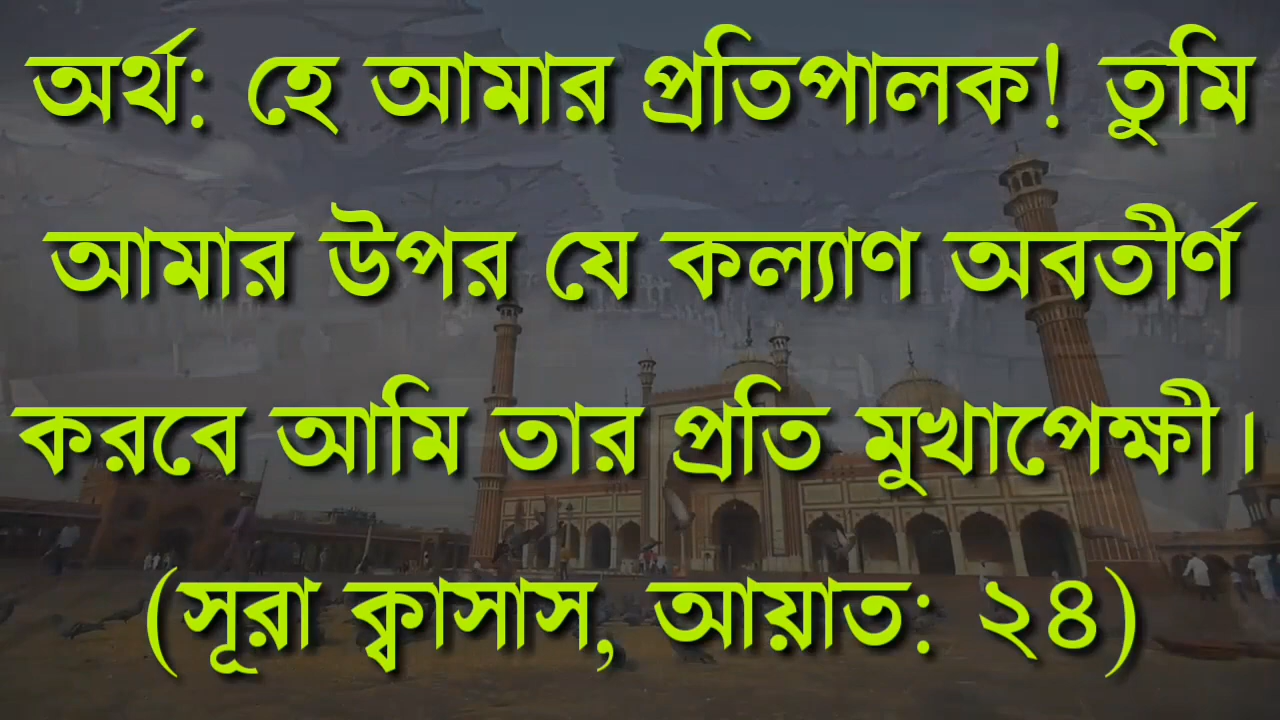 অর্থ: হে আমার প্রতিপালক! তুমি
আমার উপর যে কল্যাণ অবতীর্ণ
করবে আমি তার প্রতি মুখাপেক্ষী।
(সূরা ক্বাসাস, আয়াত: ২৪)